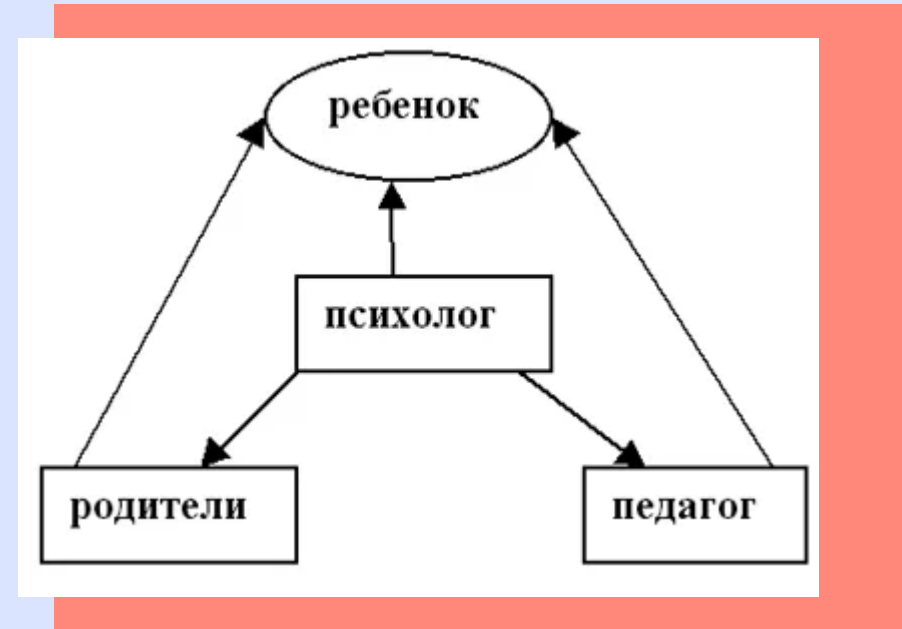 ребенок
психолог
родители
педагог